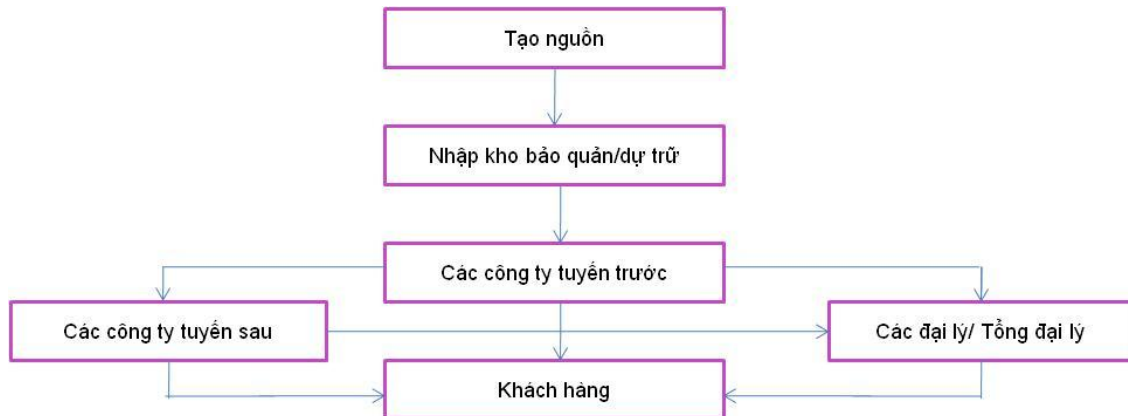 Tạo nguồn
Nhập kho bảo quản/dự trữ
Các công ty tuyến trước
Các công ty tuyến sau
Các đại lý/ Tổng đại lý
Khách hàng